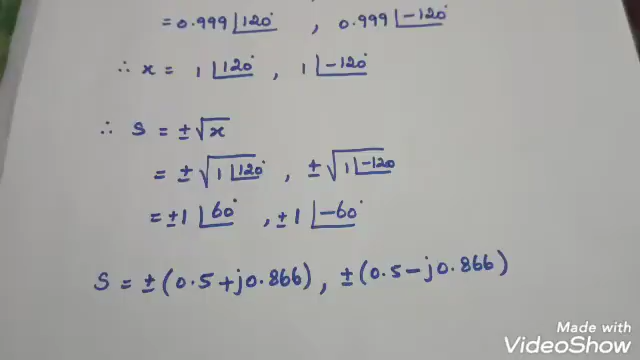 = 0.999 ∠120° , 0.999 ∠-120°
∴ x = 1 ∠120° , 1 ∠-120°
∴ S = ±√x
= ±√1 ∠120° , ±√1 ∠-120
= ±1 ∠60° , ±1 ∠-60°
S = ±(0.5+j0.866), ±(0.5-j0.866)
Made with
VideoShow